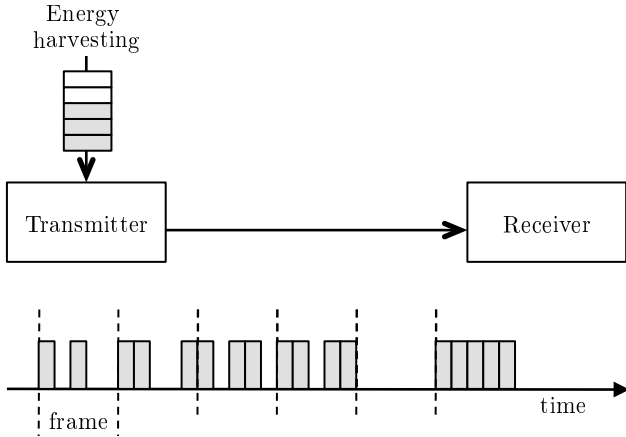 Energy
harvesting
Transmitter
Receiver
frame
time